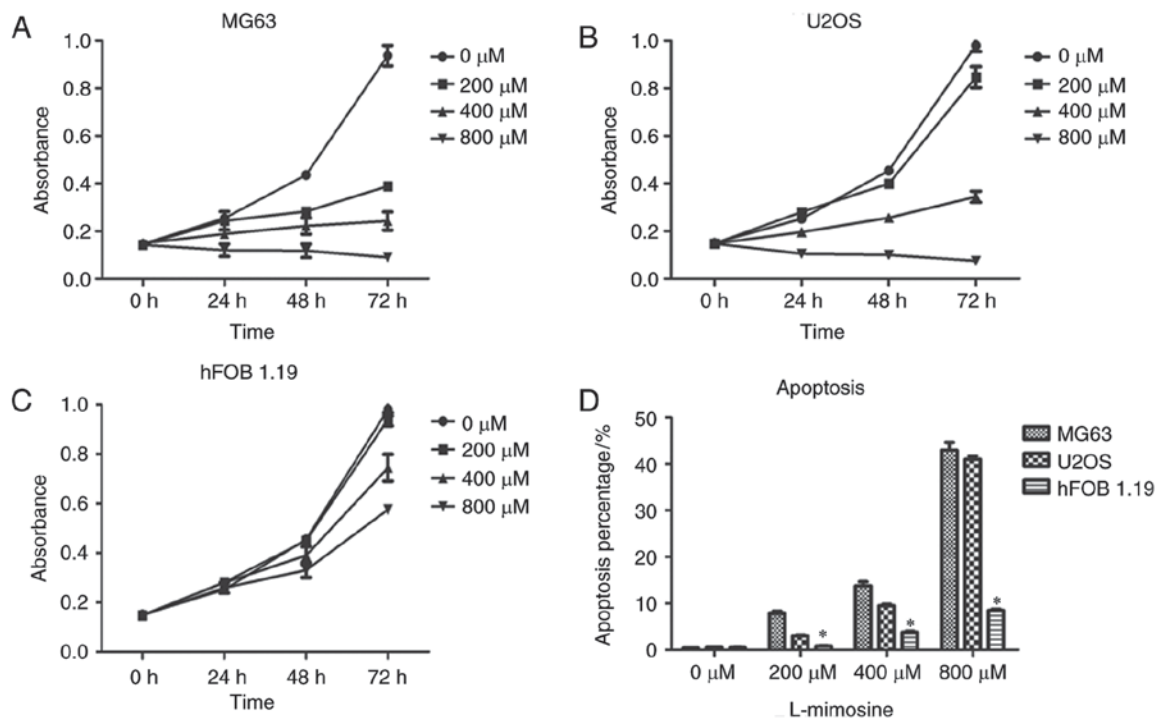 A
MG63
1.0
0.8
0.6
0.4
0.2
0.0
Absorbance
0 h 24 h 48 h 72 h
Time
0 μM
200 μM
400 μM
800 μM
B
U2OS
1.0
0.8
0.6
0.4
0.2
0.0
Absorbance
0 h 24 h 48 h 72 h
Time
0 μM
200 μM
400 μM
800 μM
C
hFOB 1.19
1.0
0.8
0.6
0.4
0.2
0.0
Absorbance
0 h 24 h 48 h 72 h
Time
0 μM
200 μM
400 μM
800 μM
D
Apoptosis
50
40
30
20
10
0
Apoptosis percentage/%
* * *
0 μM 200 μM 400 μM 800 μM
L-mimosine
MG63
U2OS
hFOB 1.19